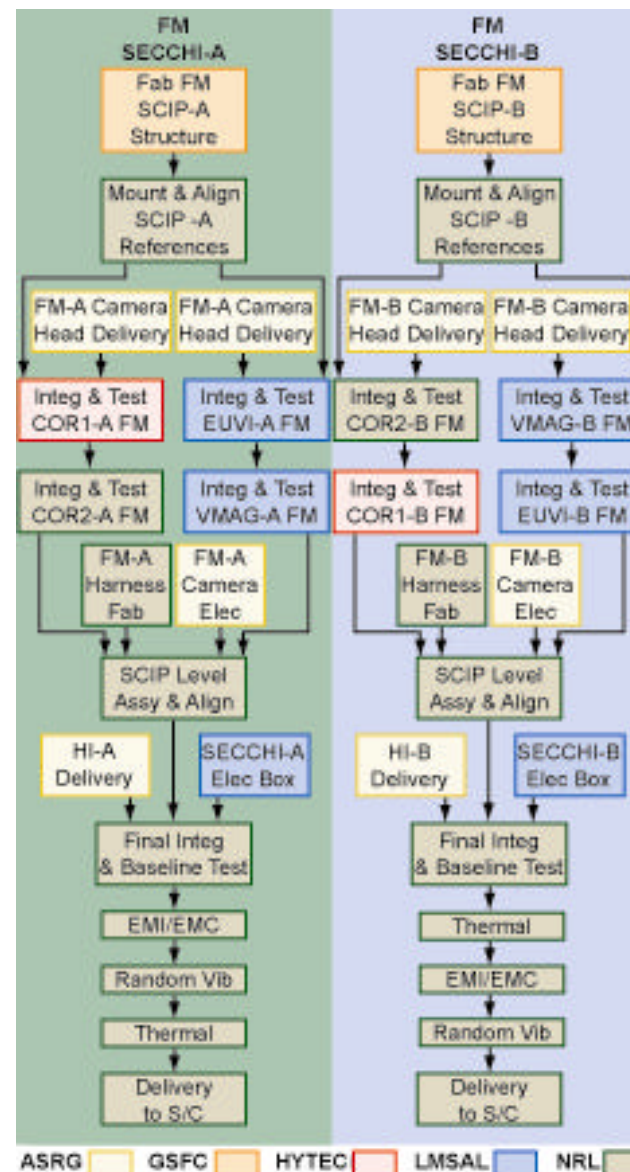 FM
SECCHI-A
Fab FM
SCIP-A
Structure
Mount & Align
SCIP -A
References
FM-A Camera
Head Delivery
FM-A Camera
Head Delivery
Integ & Test
COR1-A FM
Integ & Test
EUVI-A FM
Integ & Test
COR2-A FM
Integ & Test
VMAG-A FM
FM-A
Harness
Fab
FM-A
Camera
Elec
SCIP Level
Assy & Align
HI-A
Delivery
SECCHI-A
Elec Box
Final Integ
& Baseline Test
EMI/EMC
Random Vib
Thermal
Delivery
to S/C
FM
SECCHI-B
Fab FM
SCIP-B
Structure
Mount & Align
SCIP -B
References
FM-B Camera
Head Delivery
FM-B Camera
Head Delivery
Integ & Test
COR2-B FM
Integ & Test
VMAG-B FM
Integ & Test
COR1-B FM
Integ & Test
EUVI-B FM
FM-B
Harness
Fab
FM-B
Camera
Elec
SCIP Level
Assy & Align
HI-B
Delivery
SECCHI-B
Elec Box
Final Integ
& Baseline Test
Thermal
EMI/EMC
Random Vib
Delivery
to S/C
ASRG GSFC HYTEC LMSAL NRL